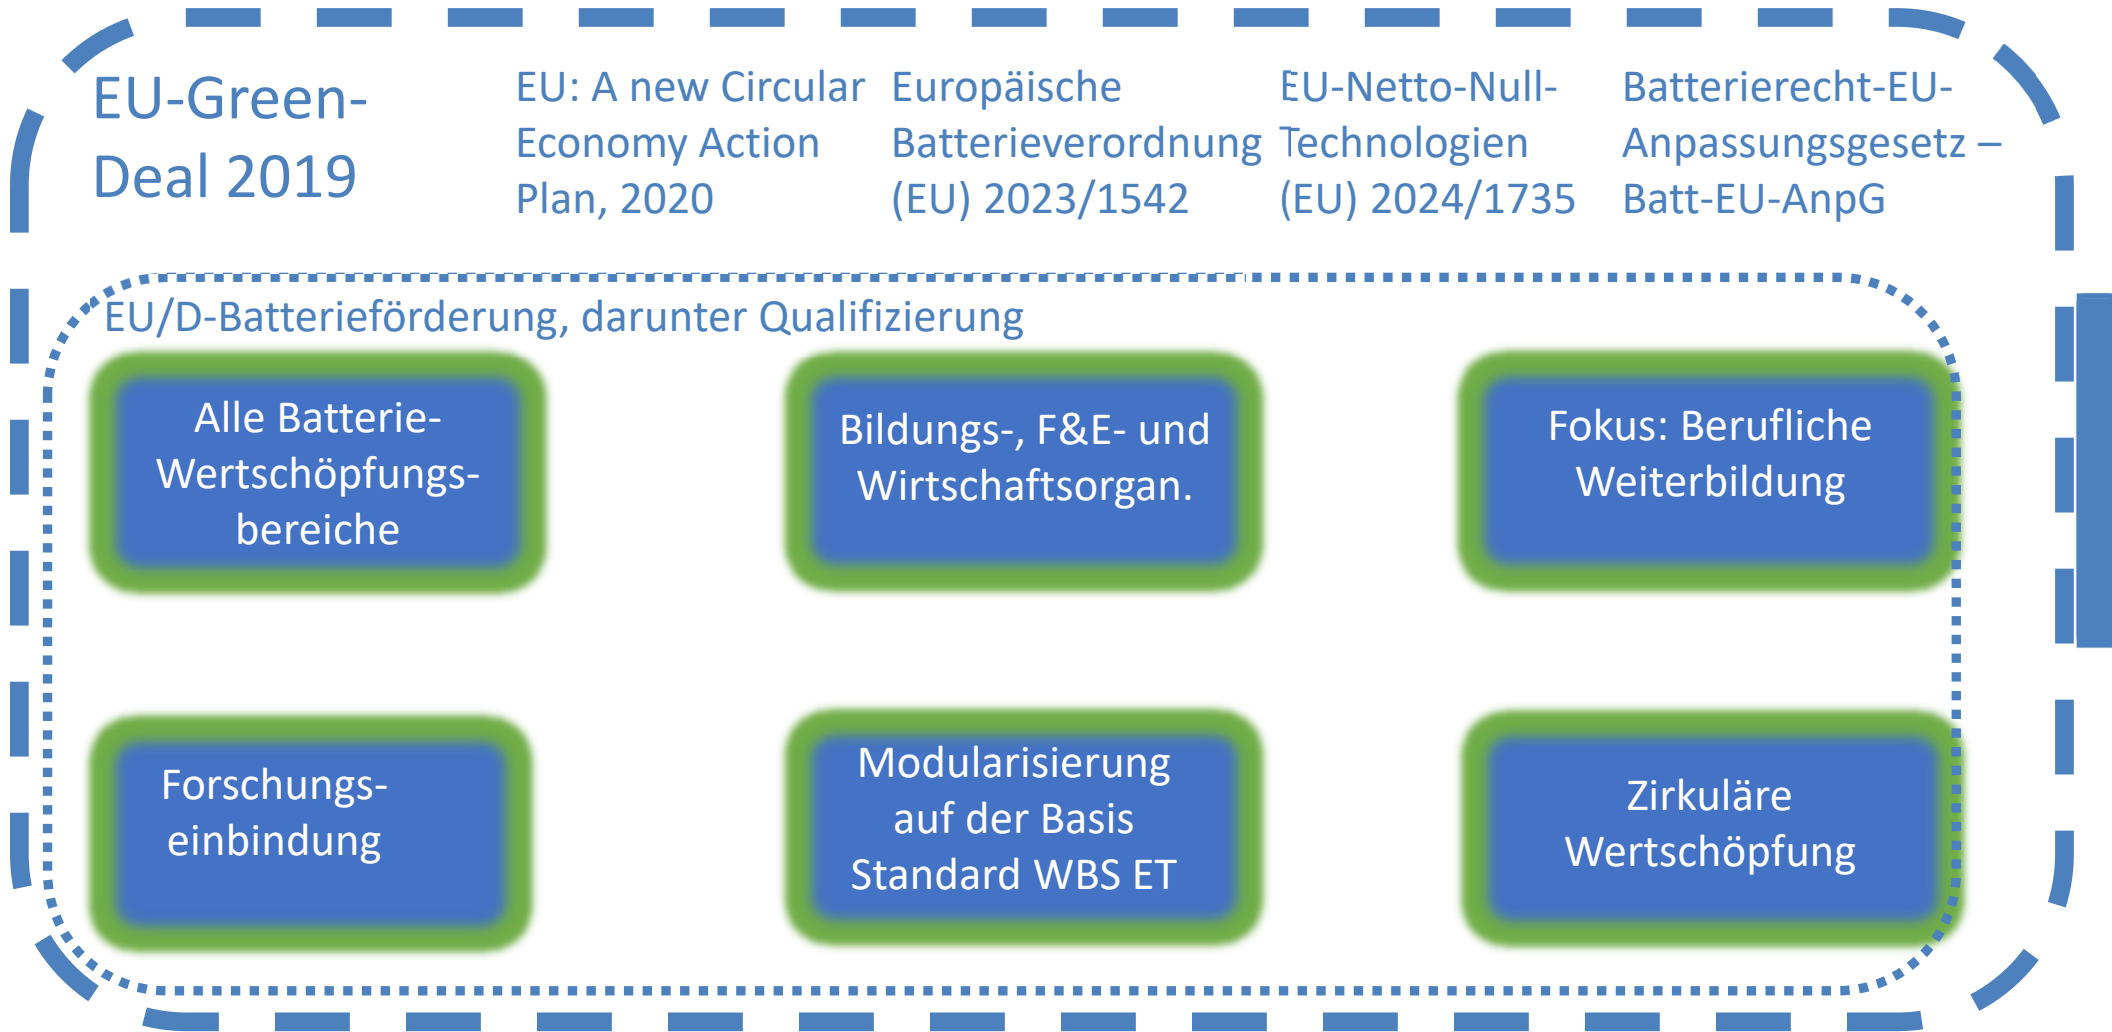 EU-Green-
Deal 2019
EU: A new Circular
Economy Action
Plan, 2020
Europäische
Batterieverordnung
(EU) 2023/1542
EU-Netto-Null-
Technologien
(EU) 2024/1735
Batterierecht-EU-
Anpassungsgesetz –
Batt-EU-AnpG
EU/D-Batterieförderung, darunter Qualifizierung
Alle Batterie-
Wertschöpfungs-
bereiche
Bildungs-, F&E- und
Wirtschaftsorgan.
Fokus: Berufliche
Weiterbildung
Forschungs-
einbindung
Modularisierung
auf der Basis
Standard WBS ET
Zirkuläre
Wertschöpfung